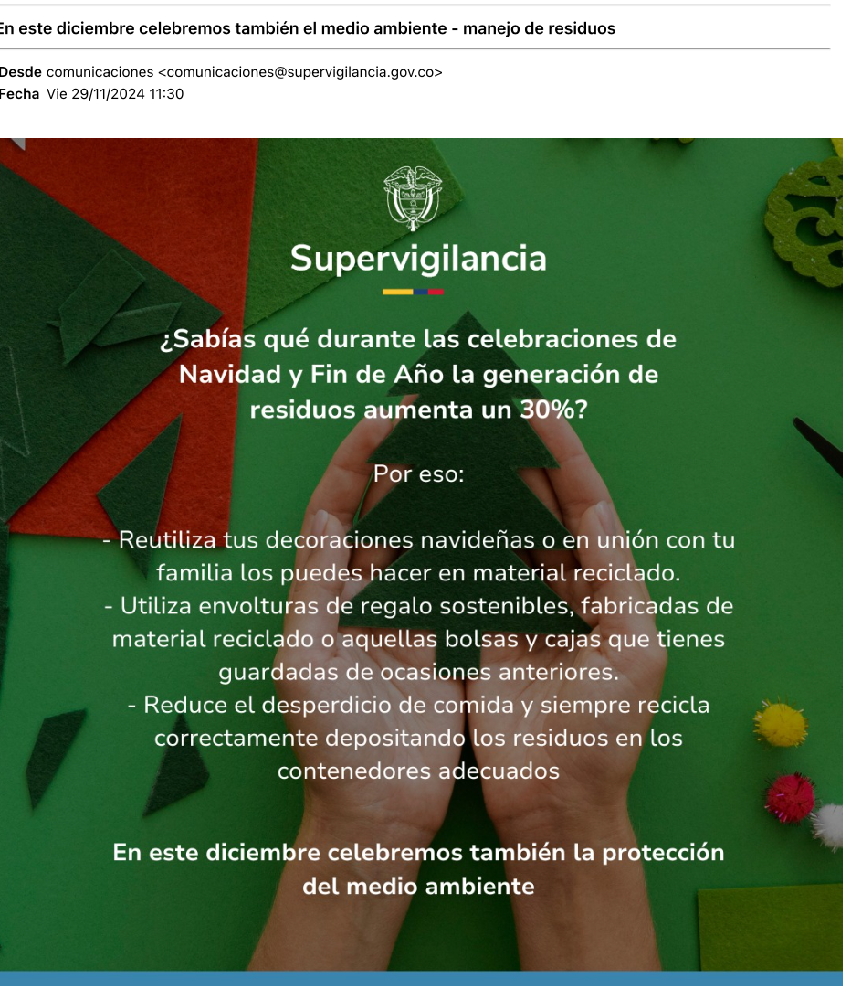 En este diciembre celebremos también el medio ambiente - manejo de residuos
Desde comunicaciones <comunicaciones@supervigilancia.gov.co>
Fecha Vie 29/11/2024 11:30
Supervigilancia
¿Sabías qué durante las celebraciones de
Navidad y Fin de Año la generación de
residuos aumenta un 30%?
Por eso:
- Reutiliza tus decoraciones navideñas o en unión con tu
familia los puedes hacer en material reciclado.
- Utiliza envolturas de regalo sostenibles, fabricadas de
material reciclado o aquellas bolsas y cajas que tienes
guardadas de ocasiones anteriores.
- Reduce el desperdicio de comida y siempre recicla
correctamente depositando los residuos en los
contenedores adecuados
En este diciembre celebremos también la protección
del medio ambiente